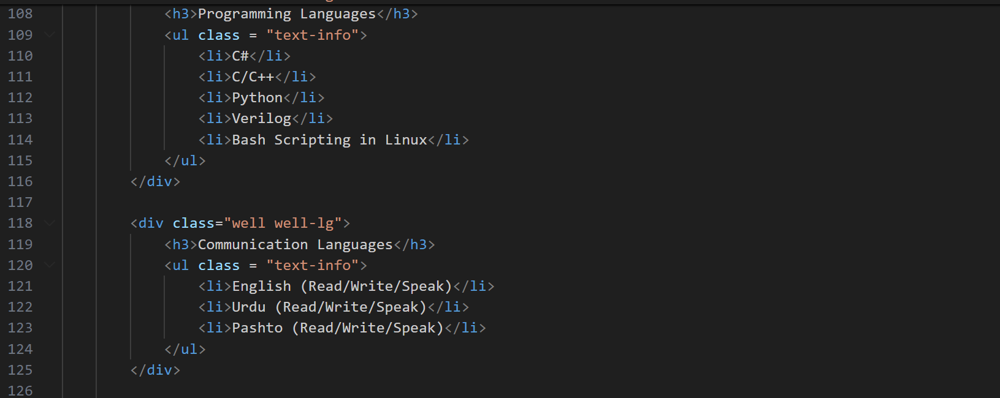 108 <h3>Programming Languages</h3>
109 <ul class = "text-info">
110 <li>C#</li>
111 <li>C/C++</li>
112 <li>Python</li>
113 <li>Verilog</li>
114 <li>Bash Scripting in Linux</li>
115 </ul>
116 </div>
117
118 <div class="well well-lg">
119 <h3>Communication Languages</h3>
120 <ul class = "text-info">
121 <li>English (Read/Write/Speak)</li>
122 <li>Urdu (Read/Write/Speak)</li>
123 <li>Pashto (Read/Write/Speak)</li>
124 </ul>
125 </div>
126